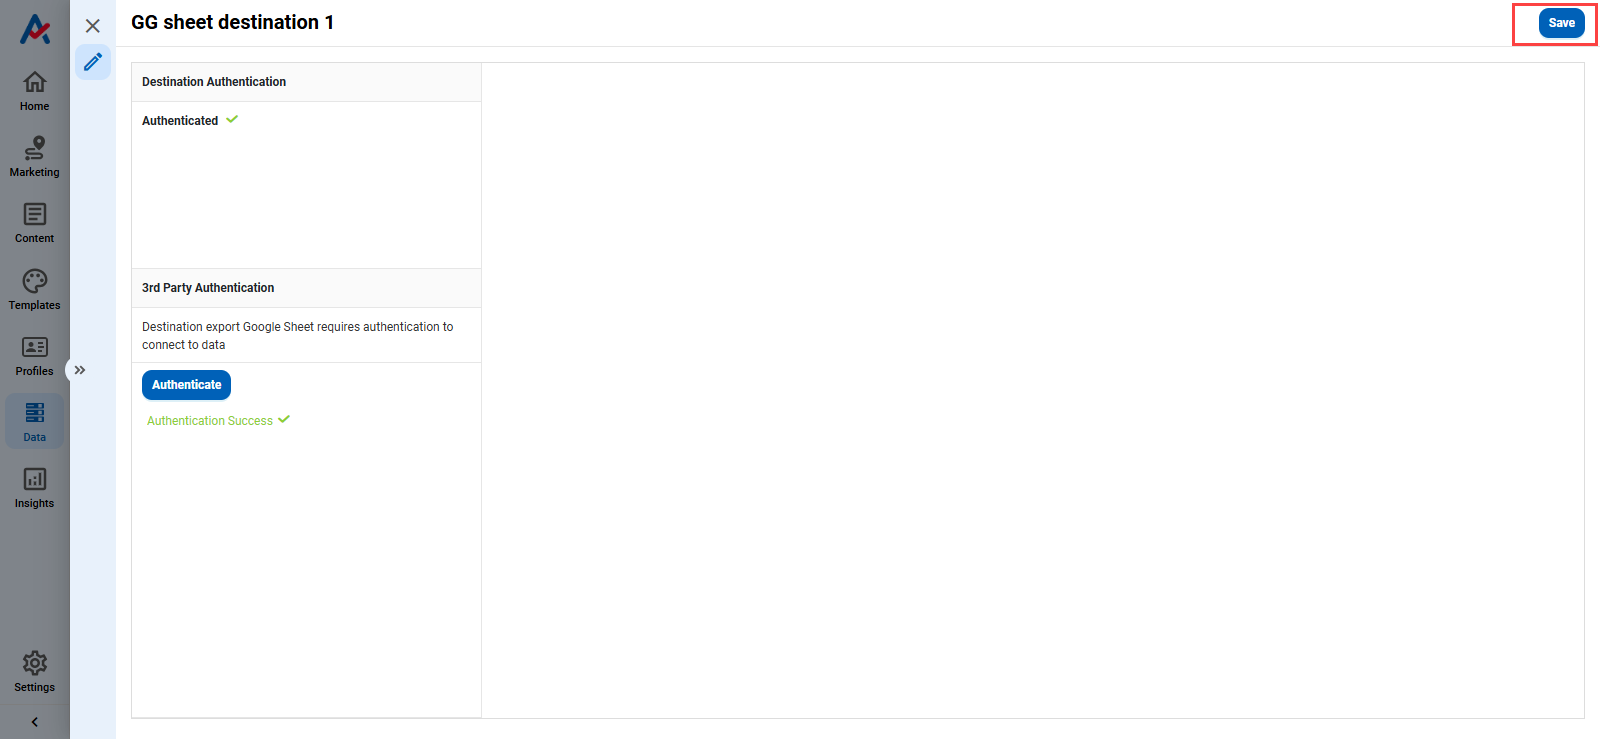 GG sheet destination 1
Save
Home
Marketing
Content
Templates
Profiles
Data
Insights
Settings
Destination Authentication
Authenticated
3rd Party Authentication
Destination export Google Sheet requires authentication to
connect to data
Authenticate
Authentication Success